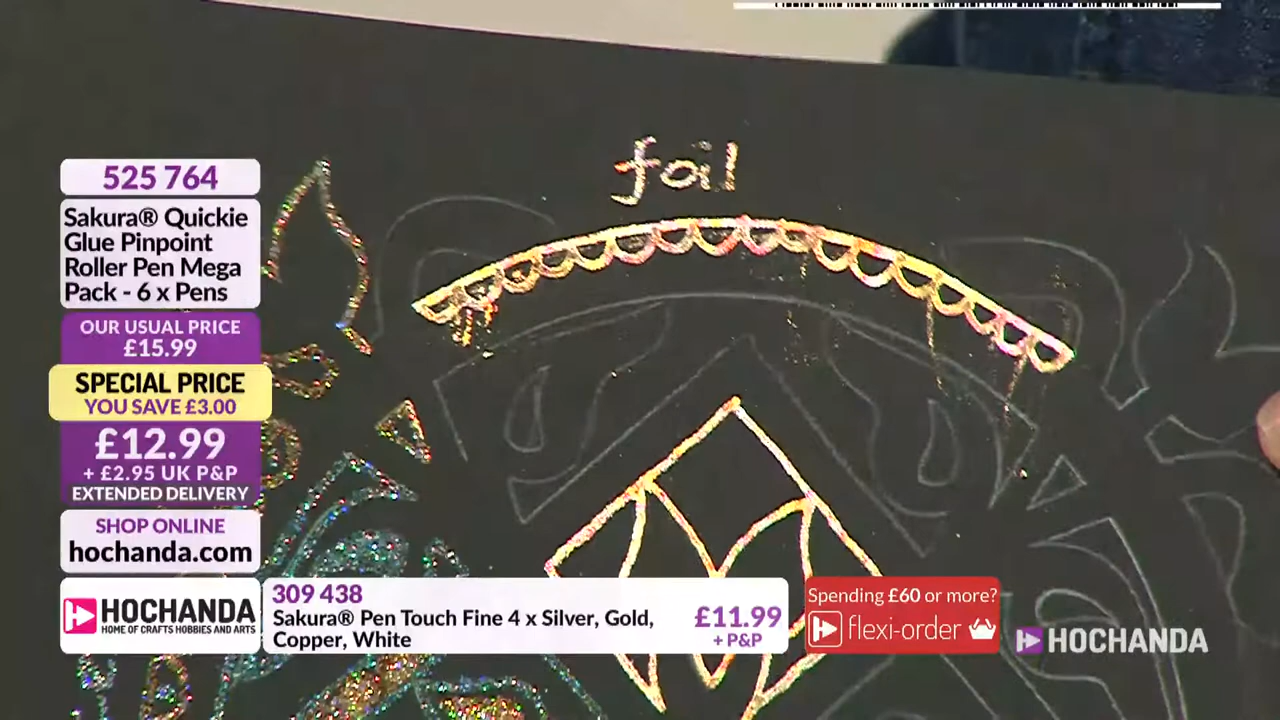 foil
525 764
Sakura® Quickie
Glue Pinpoint
Roller Pen Mega
Pack - 6 x Pens
OUR USUAL PRICE
£15.99
SPECIAL PRICE
YOU SAVE £3.00
£12.99
+ £2.95 UK P&P
EXTENDED DELIVERY
SHOP ONLINE
hochanda.com
HOCHANDA
HOME OF CRAFTS HOBBIES AND ARTS
309 438
Sakura® Pen Touch Fine 4 x Silver, Gold,
Copper, White
£11.99
+ P&P
Spending £60 or more?
flexi-order
HOCHANDA